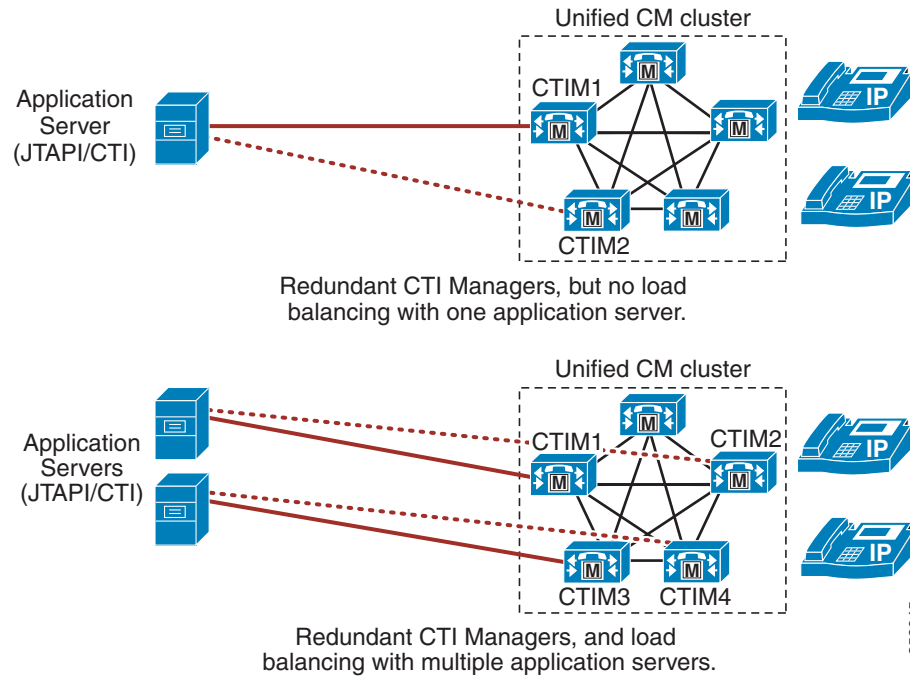 Unified CM cluster
Application
Server
(JTAPI/CTI)
CTIM1
M
M
M
M
M
CTIM2
IP
IP
Redundant CTI Managers, but no load
balancing with one application server.
Unified CM cluster
Application
Servers
(JTAPI/CTI)
CTIM1
CTIM2
M
M
M
M
M
CTIM3
CTIM4
IP
IP
Redundant CTI Managers, and load
balancing with multiple application servers.